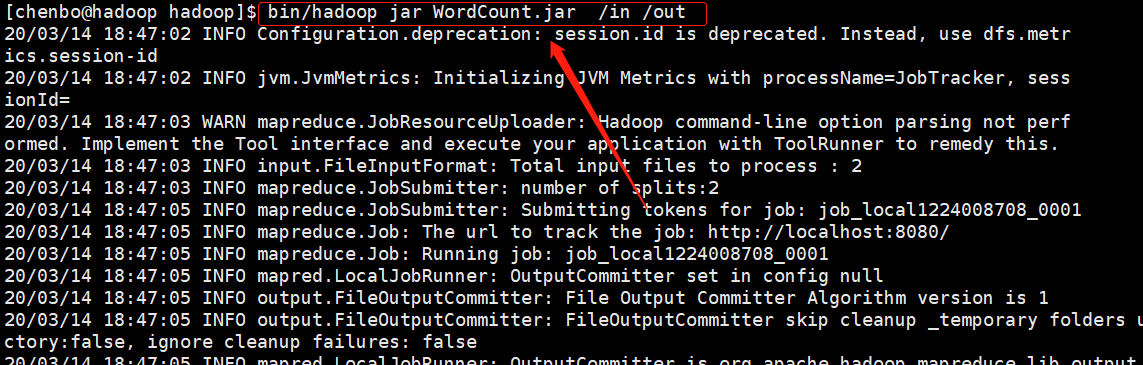 [chenbo@hadoop hadoop]$ bin/hadoop jar WordCount.jar  /in /out
20/03/14 18:47:02 INFO Configuration.deprecation: session.id is deprecated. Instead, use dfs.metr
ics.session-id
20/03/14 18:47:02 INFO jvm.JvmMetrics: Initializing JVM Metrics with processName=JobTracker, sess
ionId=
20/03/14 18:47:03 WARN mapreduce.JobResourceUploader: Hadoop command-line option parsing not perf
ormed. Implement the Tool interface and execute your application with ToolRunner to remedy this.
20/03/14 18:47:03 INFO input.FileInputFormat: Total input files to process : 2
20/03/14 18:47:03 INFO mapreduce.JobSubmitter: number of splits:2
20/03/14 18:47:05 INFO mapreduce.JobSubmitter: Submitting tokens for job: job_local1224008708_0001
20/03/14 18:47:05 INFO mapreduce.Job: The url to track the job: http://localhost:8080/
20/03/14 18:47:05 INFO mapreduce.Job: Running job: job_local1224008708_0001
20/03/14 18:47:05 INFO mapred.LocalJobRunner: OutputCommitter set in config null
20/03/14 18:47:05 INFO output.FileOutputCommitter: File Output Committer Algorithm version is 1
20/03/14 18:47:05 INFO output.FileOutputCommitter: FileOutputCommitter skip cleanup _temporary folders u
ctory:false, ignore cleanup failures: false
20/03/14 18:47:05 INFO mapred.LocalJobRunner: OutputCommitter is org.apache.hadoop.mapreduce.lib.output